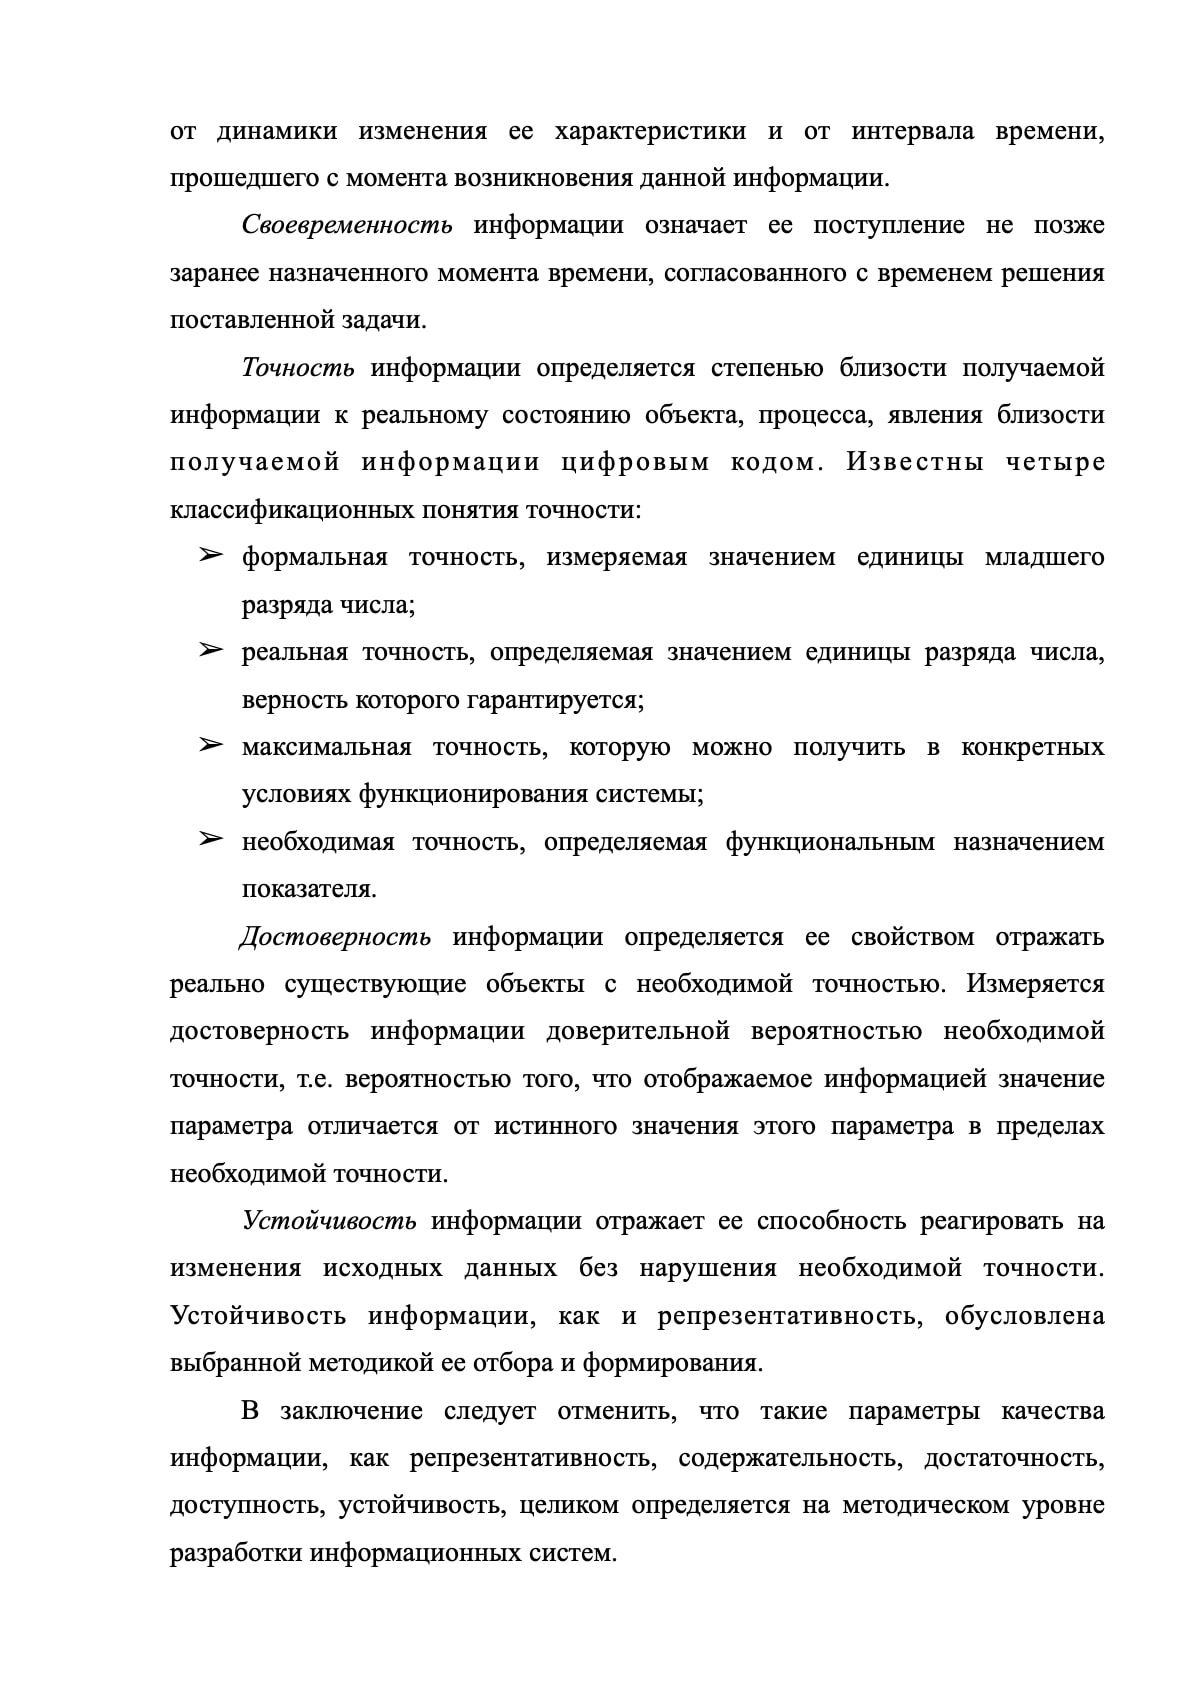 от динамики изменения ее характеристики и от интервала времени,
прошедшего с момента возникновения данной информации.
Своевременность информации означает ее поступление не позже
заранее назначенного момента времени, согласованного с временем решения
поставленной задачи.
Точность информации определяется степенью близости получаемой
информации к реальному состоянию объекта, процесса, явления близости
получаемой информации цифровым кодом. Известны четыре
классификационных понятия точности:
➢ формальная точность, измеряемая значением единицы младшего
разряда числа;
➢ реальная точность, определяемая значением единицы разряда числа,
верность которого гарантируется;
➢ максимальная точность, которую можно получить в конкретных
условиях функционирования системы;
➢ необходимая точность, определяемая функциональным назначением
показателя.
Достоверность информации определяется ее свойством отражать
реально существующие объекты с необходимой точностью. Измеряется
достоверность информации доверительной вероятностью необходимой
точности, т.е. вероятностью того, что отображаемое информацией значение
параметра отличается от истинного значения этого параметра в пределах
необходимой точности.
Устойчивость информации отражает ее способность реагировать на
изменения исходных данных без нарушения необходимой точности.
Устойчивость информации, как и репрезентативность, обусловлена
выбранной методикой ее отбора и формирования.
В заключение следует отменить, что такие параметры качества
информации, как репрезентативность, содержательность, достаточность,
доступность, устойчивость, целиком определяется на методическом уровне
разработки информационных систем.